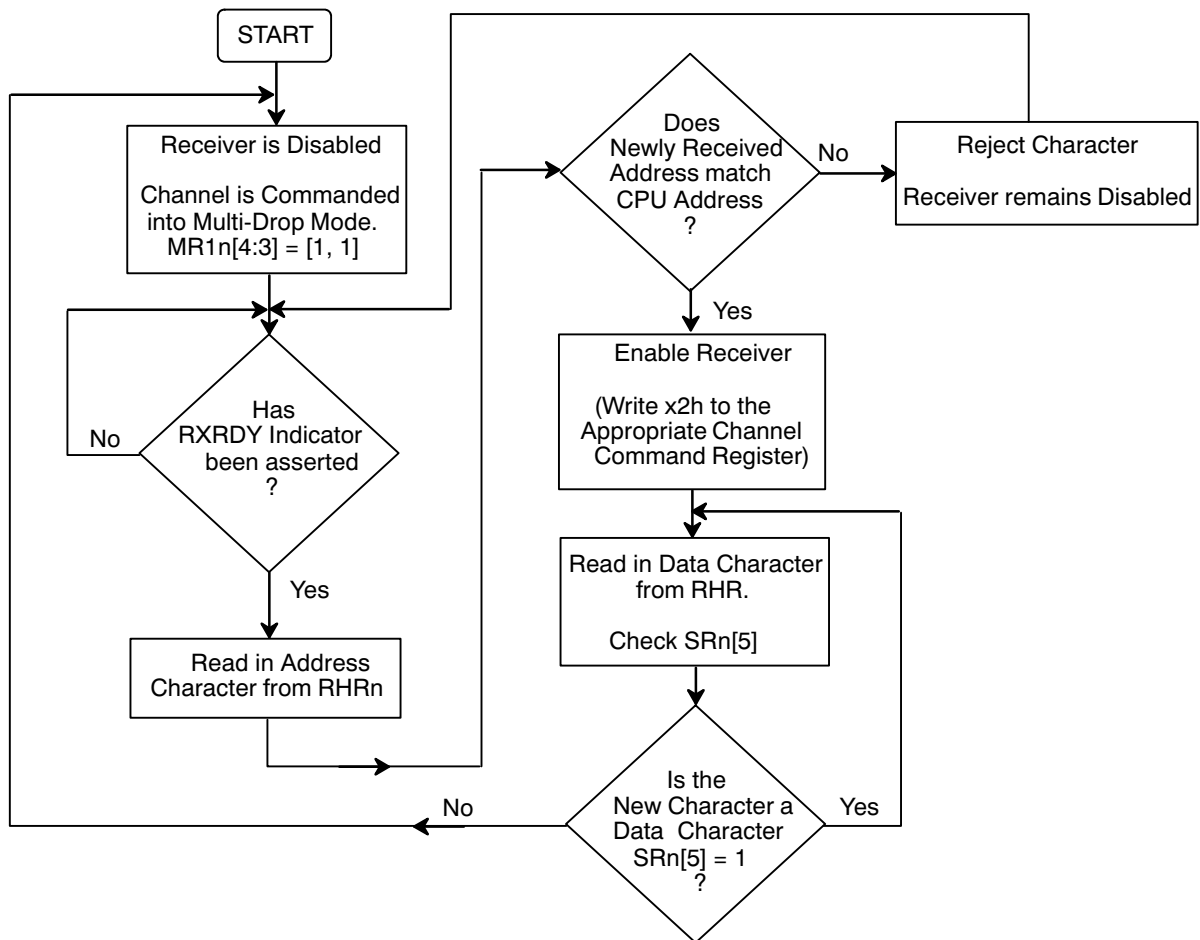 START
Receiver is Disabled
Channel is Commanded
into Multi-Drop Mode.
MR1n[4:3] = [1, 1]
Has
RXRDY Indicator
been asserted
?
No
Yes
Read in Address
Character from RHRn
Does
Newly Received
Address match
CPU Address
?
No
Reject Character
Receiver remains Disabled
Yes
Enable Receiver
(Write x2h to the
Appropriate Channel
Command Register)
Read in Data Character
from RHR.
Check SRn[5]
Is the
New Character a
Data Character
SRn[5] = 1
?
Yes
No